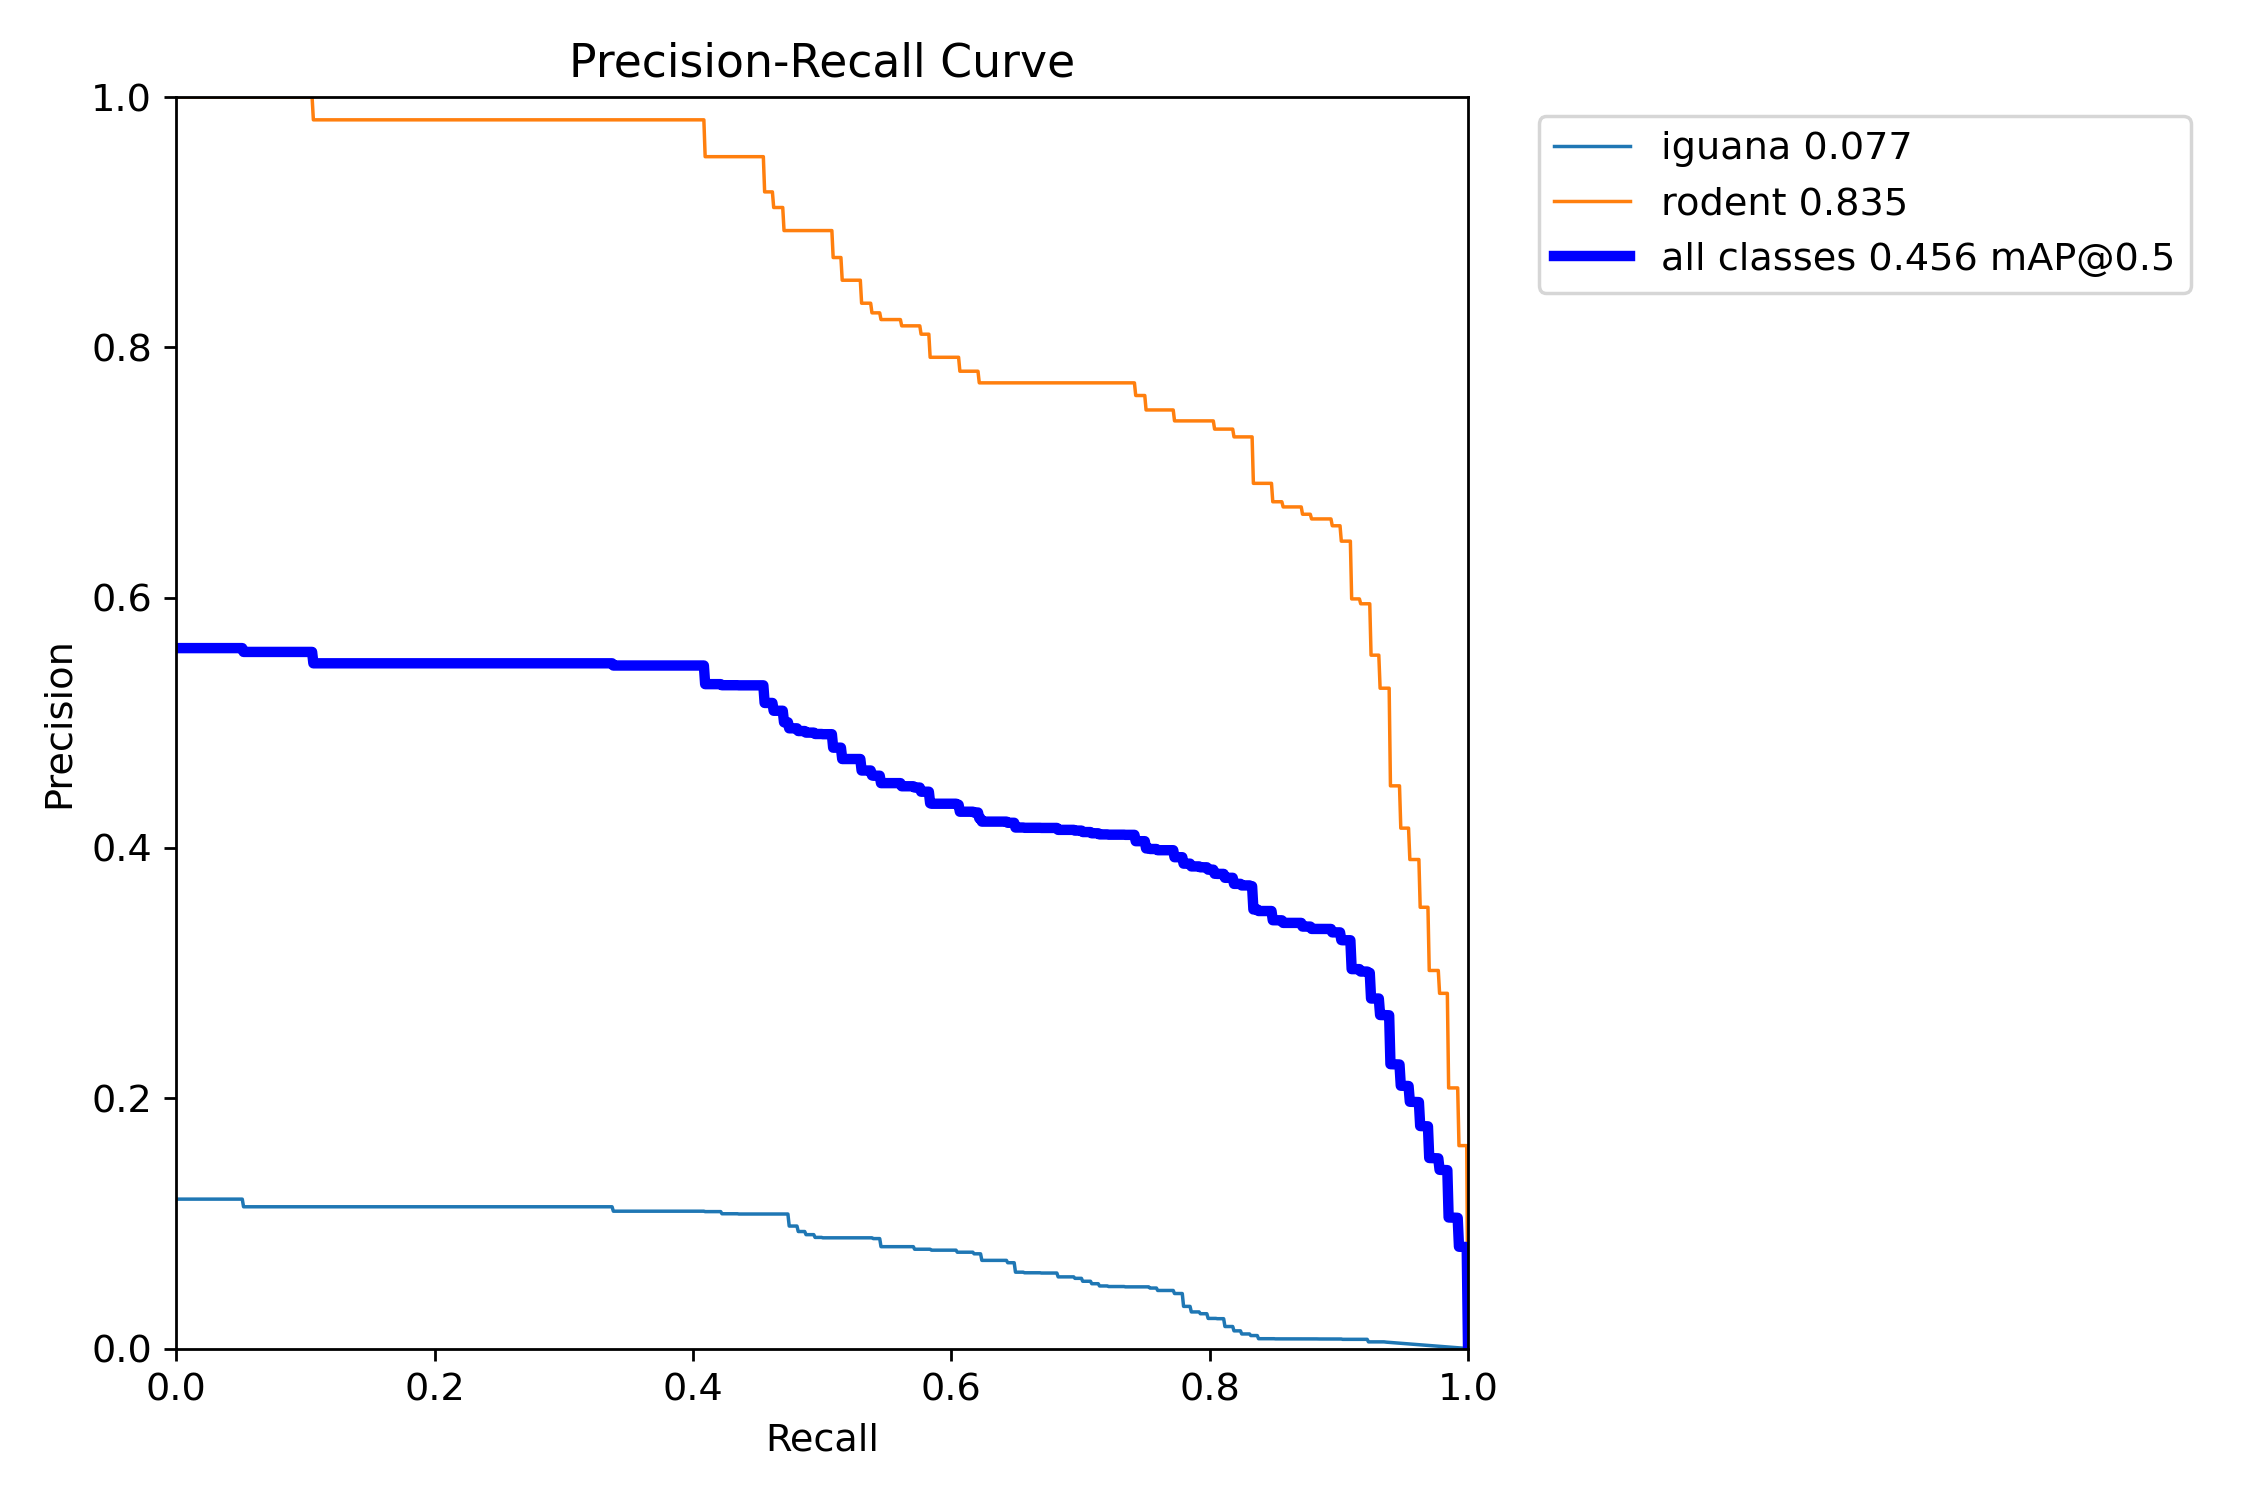 Precision-Recall Curve
1.0
0.8
0.6
0.4
0.2
0.0
Precision
0.0 0.2 0.4 0.6 0.8 1.0
Recall
iguana 0.077
rodent 0.835
all classes 0.456 mAP@0.5